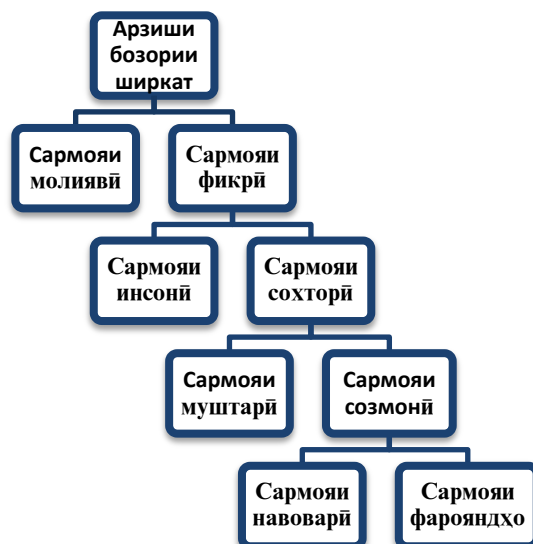 Арзиши
бозории
ширкат
Сармояи
молиявӣ
Сармояи
фикрӣ
Сармояи
инсонӣ
Сармояи
сохторӣ
Сармояи
муштарӣ
Сармояи
созмонӣ
Сармояи
навоварӣ
Сармояи
фарояндҳо